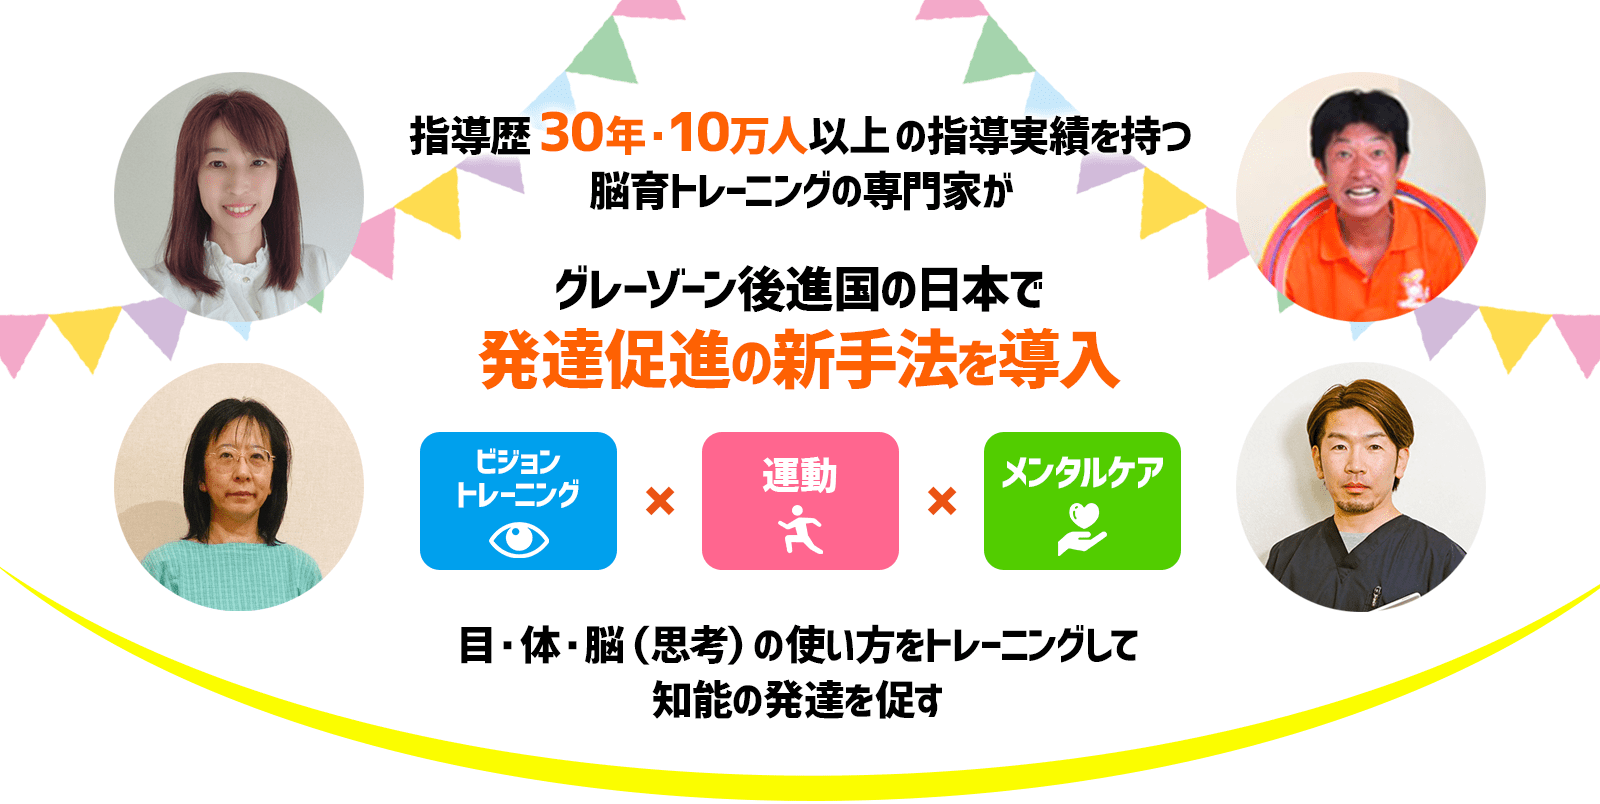 指導歴 30年・10万人以上の指導実績を持つ
脳育トレーニングの専門家が
グレーゾーン後進国の日本で
発達促進の新手法を導入
ビジョン
トレーニング
×
運動
×
メンタルケア
目・体・脳（思考）の使い方をトレーニングして
知能の発達を促す